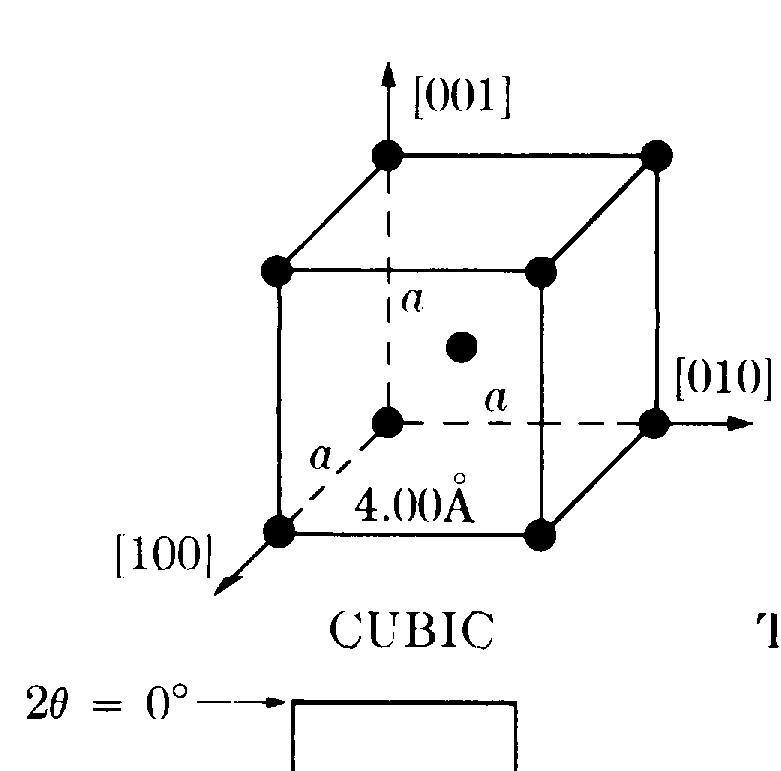 [001]
a
[010]
a
a
4.00Å
[100]
CUBIC
2θ = 0°